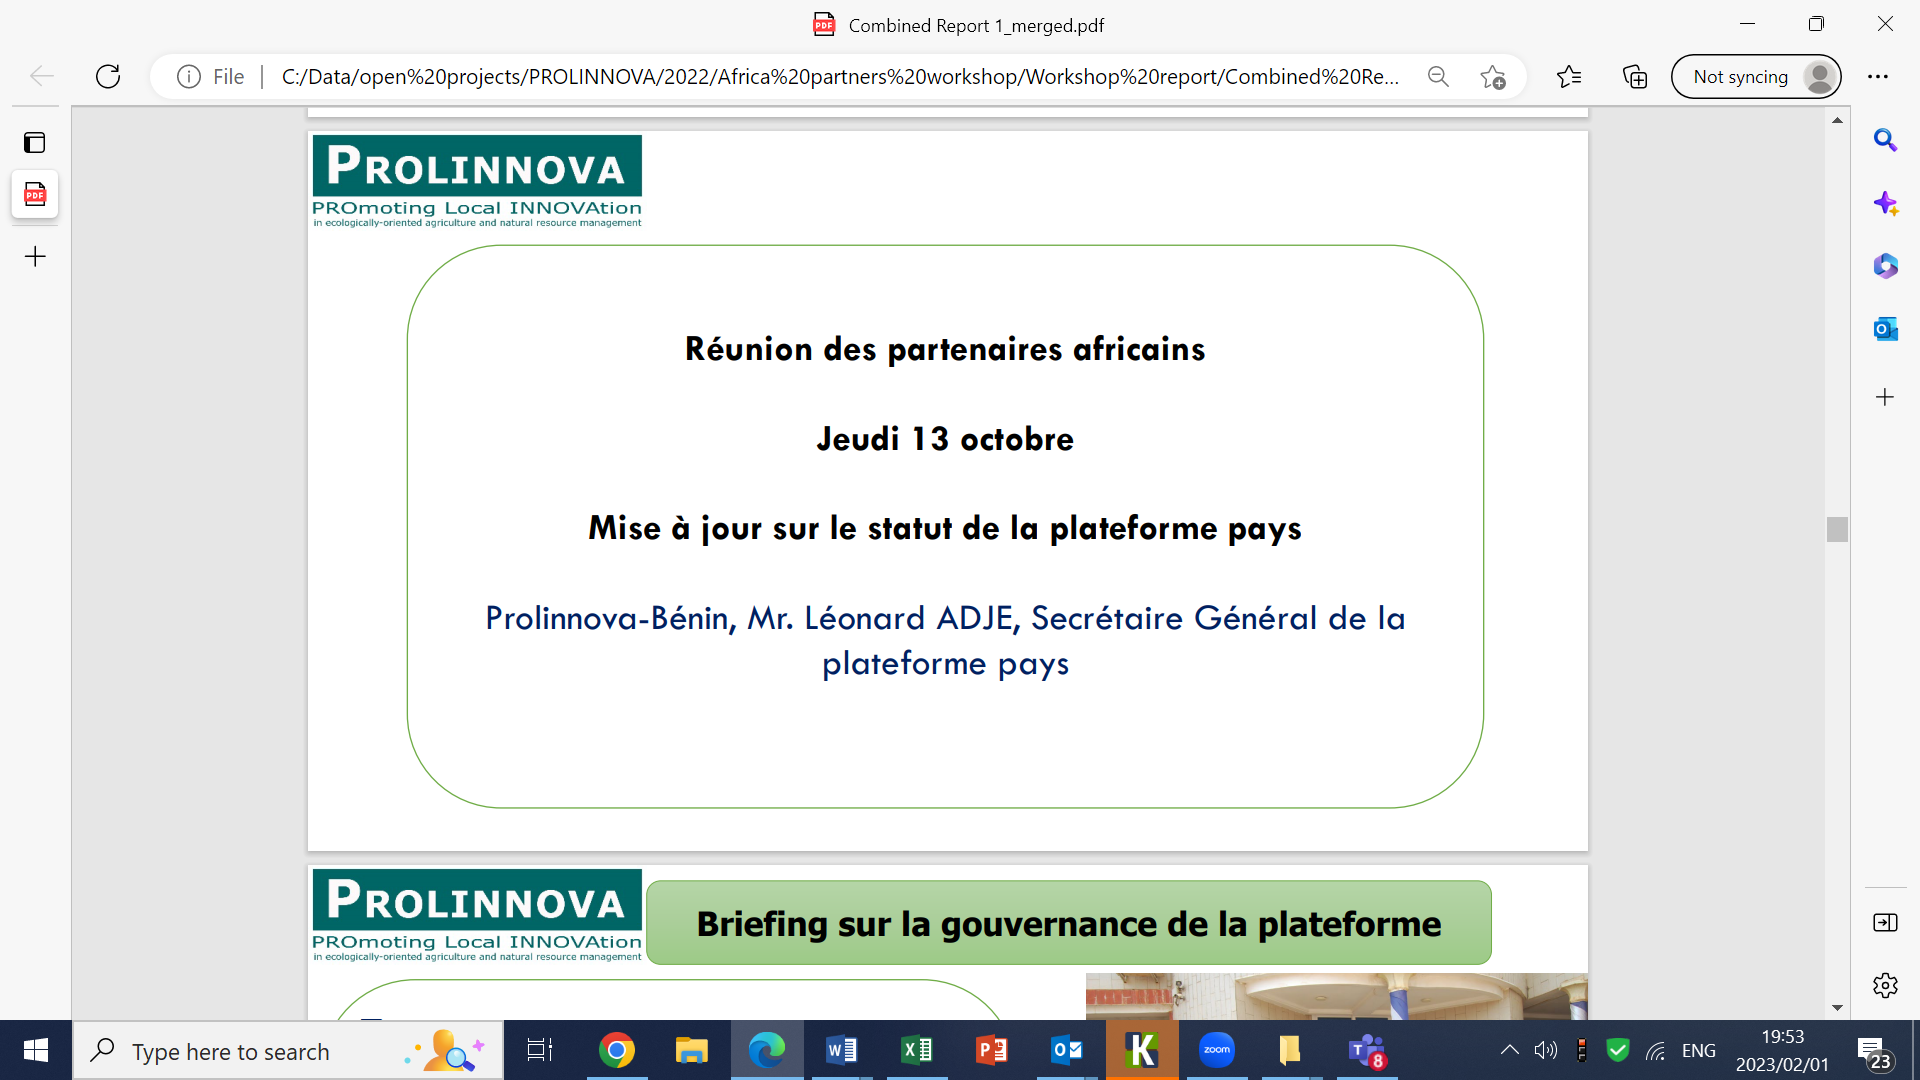 Combined Report 1_merged.pdf
File
C:/Data/open%20projects/PROLINNOVA/2022/Africa%20partners%20workshop/Workshop%20report/Combined%20Re...
Not syncing
PROLINNOVA
PROmoting Local INNOVAtion
in ecologically-oriented agriculture and natural resource management
Réunion des partenaires africains
Jeudi 13 octobre
Mise à jour sur le statut de la plateforme pays
Prolinnova-Bénin, Mr. Léonard ADJE, Secrétaire Général de la
plateforme pays
PROLINNOVA
PROmoting Local INNOVAtion
in ecologically-oriented agriculture and natural resource management
Briefing sur la gouvernance de la plateforme
Type here to search
zoom
8
ENG
19:53
2023/02/01
23